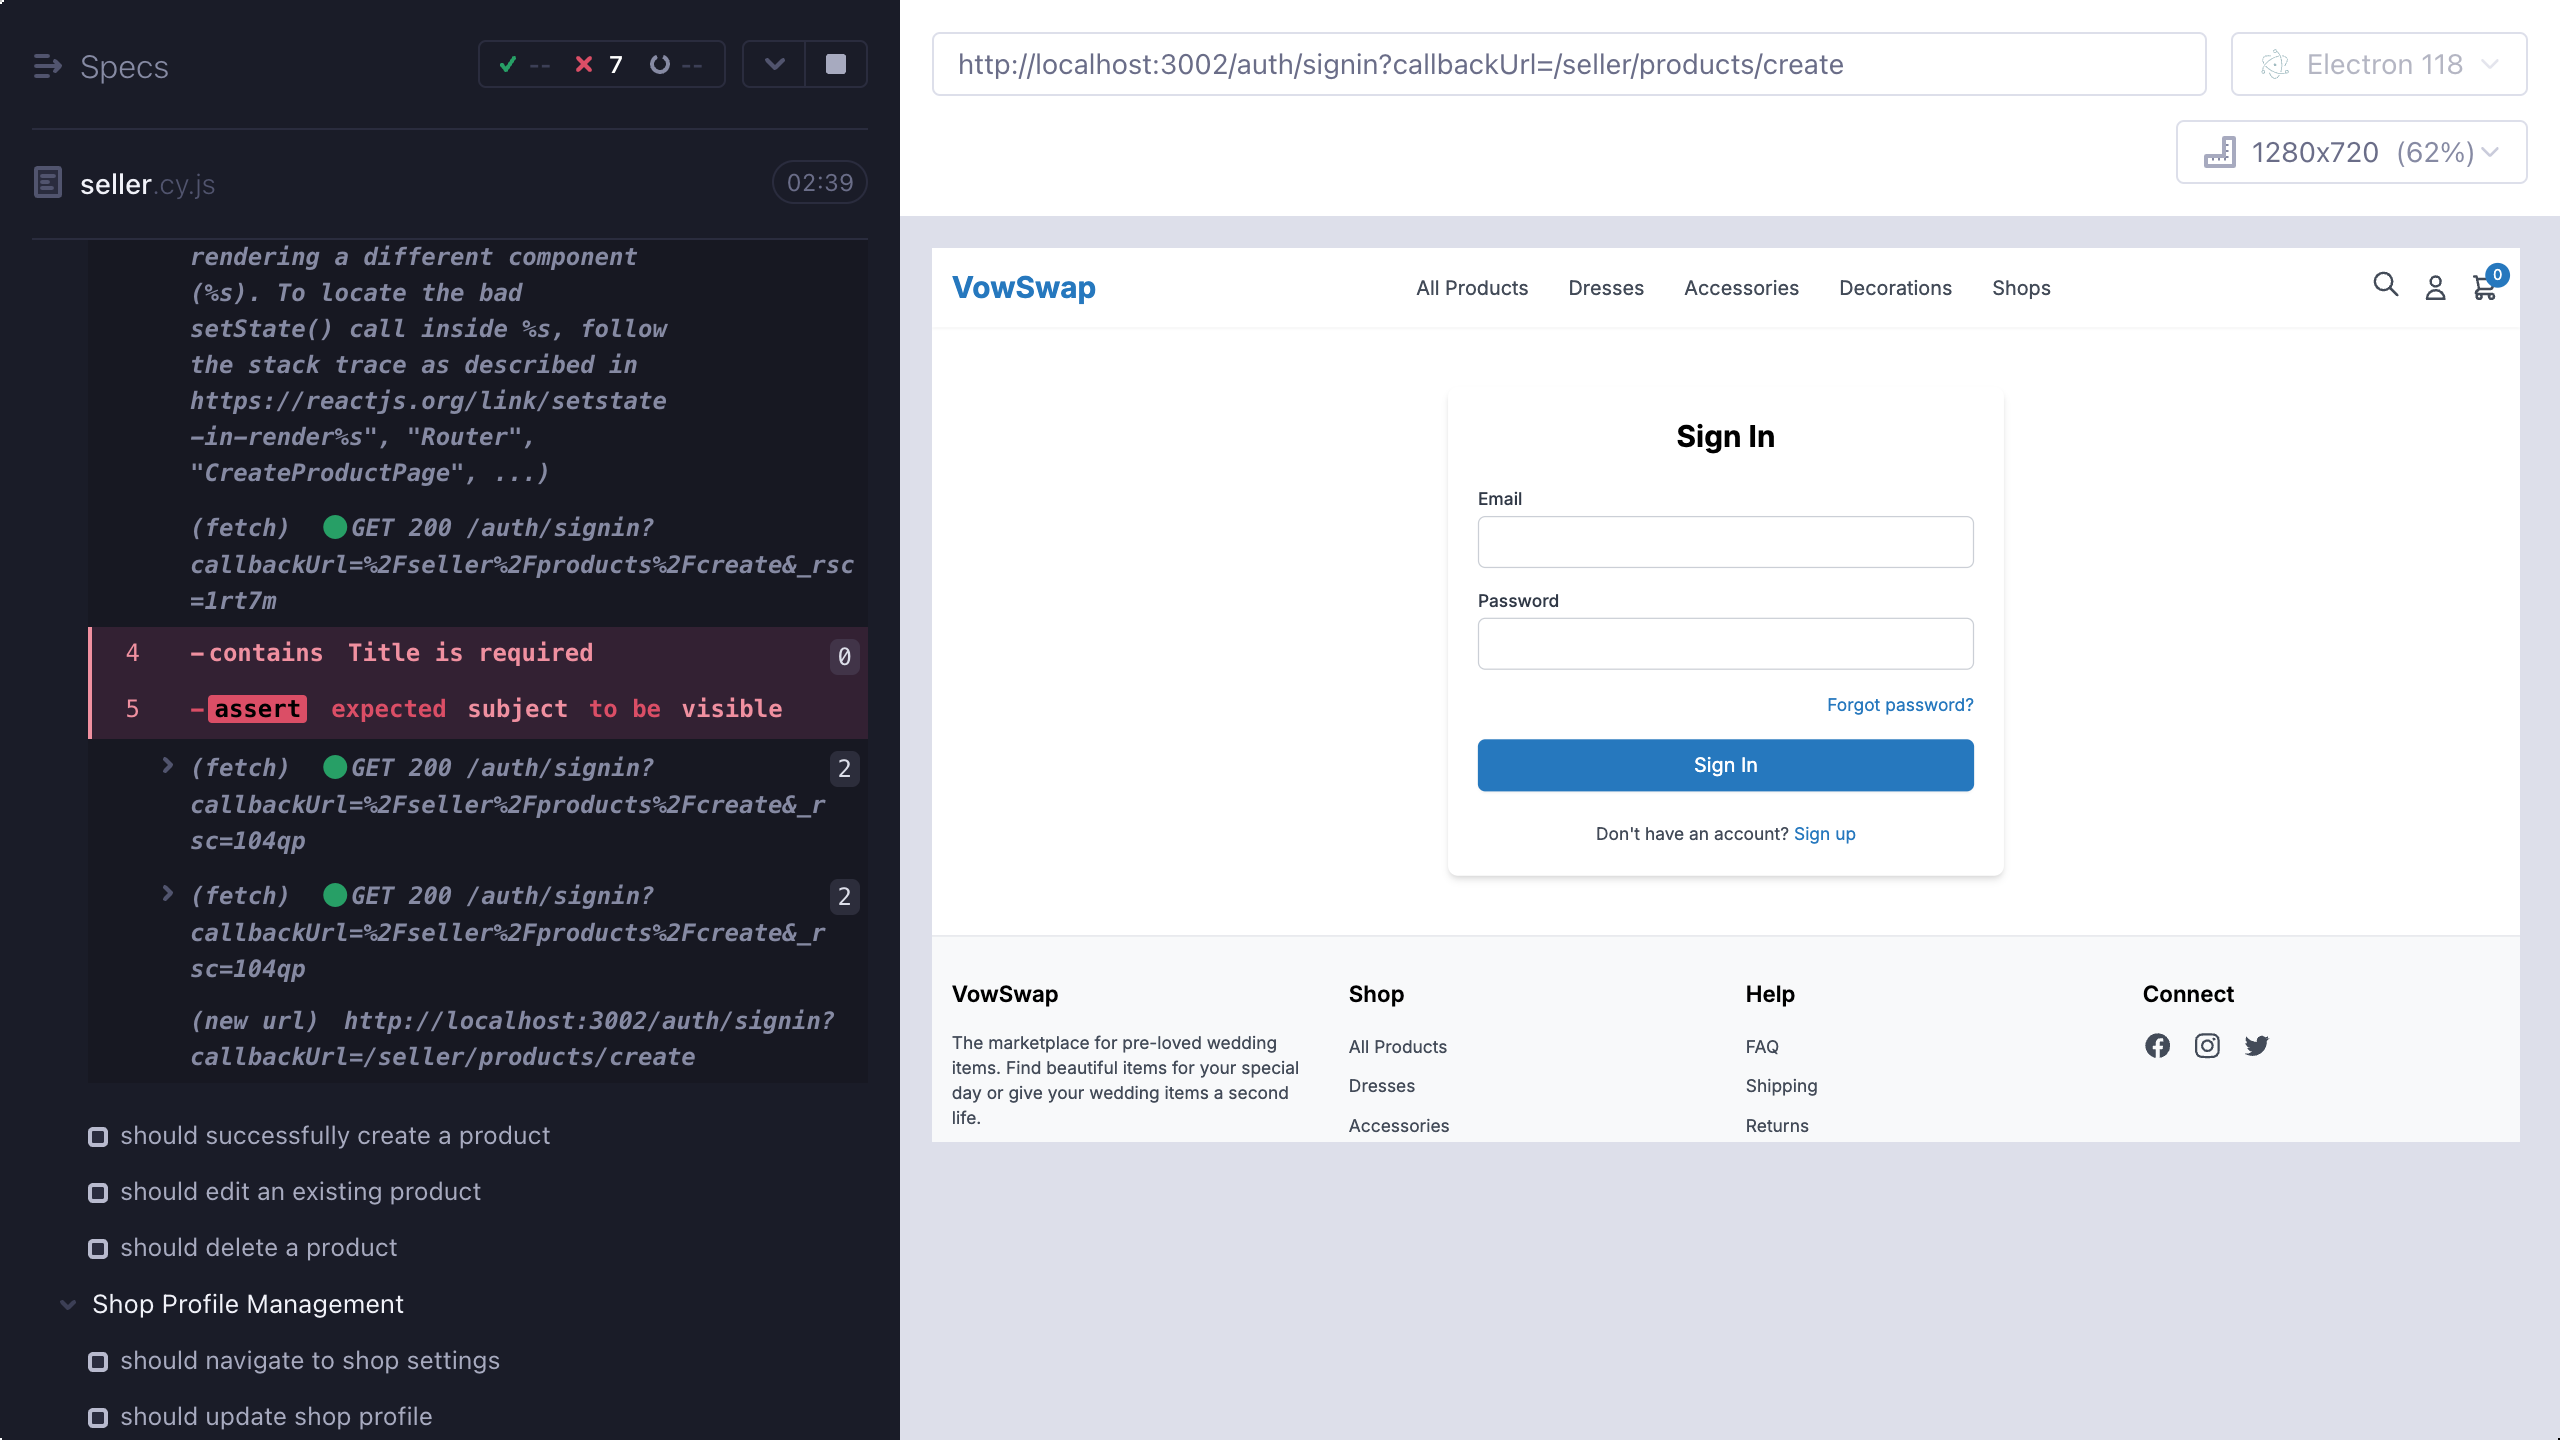 Specs
-- 7 --
seller.cy.js 02:39
rendering a different component
(%s). To locate the bad
setState() call inside %s, follow
the stack trace as described in
https://reactjs.org/link/setstate
-in-render%s", "Router",
"CreateProductPage", ...)
(fetch) GET 200 /auth/signin?
callbackUrl=%2Fseller%2Fproducts%2Fcreate&_rsc
=1rt7m
4 -contains Title is required 0
5 -assert expected subject to be visible
(fetch) GET 200 /auth/signin? 2
callbackUrl=%2Fseller%2Fproducts%2Fcreate&_r
sc=104qp
(fetch) GET 200 /auth/signin? 2
callbackUrl=%2Fseller%2Fproducts%2Fcreate&_r
sc=104qp
(new url) http://localhost:3002/auth/signin?
callbackUrl=/seller/products/create
should successfully create a product
should edit an existing product
should delete a product
Shop Profile Management
should navigate to shop settings
should update shop profile
http://localhost:3002/auth/signin?callbackUrl=/seller/products/create
Electron 118
1280x720 (62%)
VowSwap
All Products Dresses Accessories Decorations Shops
0
Sign In
Email
Password
Forgot password?
Sign In
Don't have an account? Sign up
VowSwap
The marketplace for pre-loved wedding
items. Find beautiful items for your special
day or give your wedding items a second
life.
Shop
All Products
Dresses
Accessories
Help
FAQ
Shipping
Returns
Connect